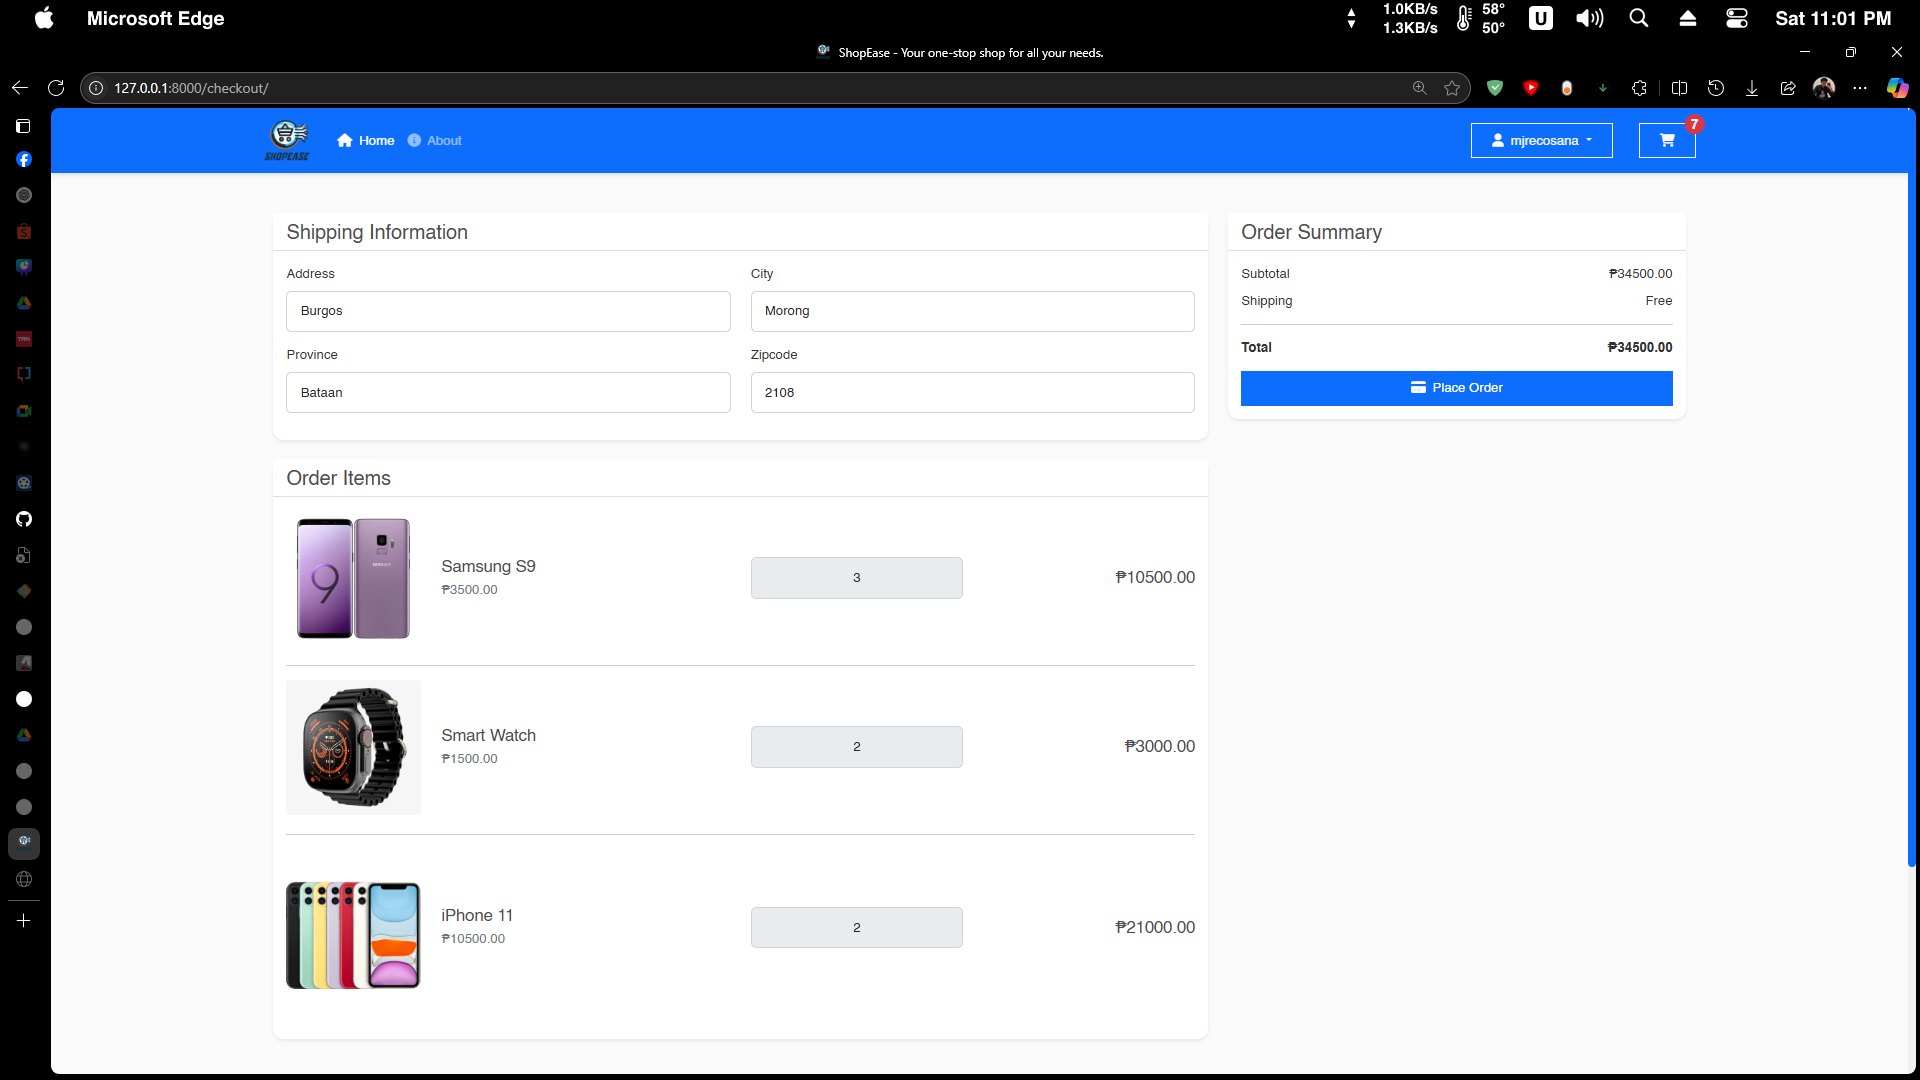 Microsoft Edge
1.0KB/s
1.3KB/s
58°
50°
U
Sat 11:01 PM
ShopEase - Your one-stop shop for all your needs.
127.0.0.1:8000/checkout/
SHOPEASE
Home
About
mjrecosana
7
Shipping Information
Address
City
Burgos
Morong
Province
Zipcode
Bataan
2108
Order Summary
Subtotal ₱34500.00
Shipping Free
Total ₱34500.00
Place Order
Order Items
Samsung S9
₱3500.00
3
₱10500.00
Smart Watch
₱1500.00
2
₱3000.00
iPhone 11
₱10500.00
2
₱21000.00